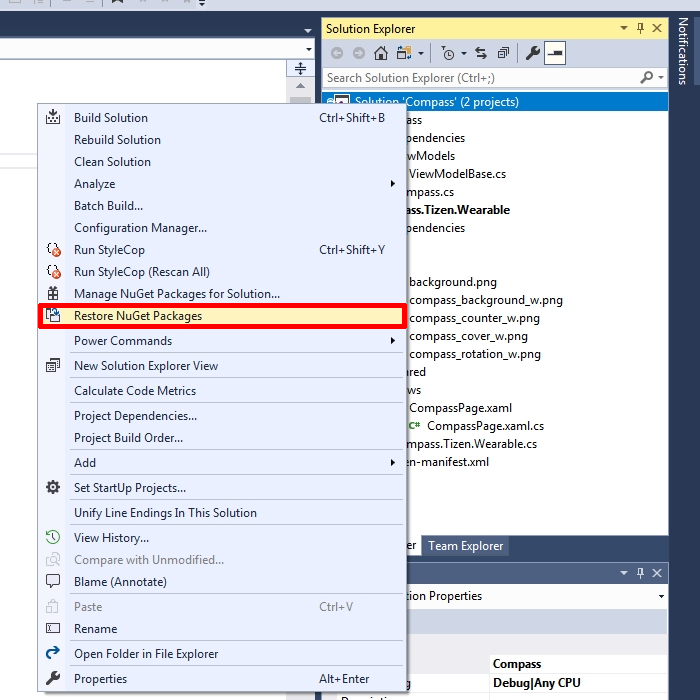 Solution Explorer
Notifications
Search Solution Explorer (Ctrl+;)
Solution 'Compass' (2 projects)
Build Solution Ctrl+Shift+B
Rebuild Solution
Clean Solution
Analyze
Batch Build...
Configuration Manager...
Run StyleCop Ctrl+Shift+Y
Run StyleCop (Rescan All)
Manage NuGet Packages for Solution...
Restore NuGet Packages
Power Commands
New Solution Explorer View
Calculate Code Metrics
Project Dependencies...
Project Build Order...
Add
Set StartUp Projects...
Unify Line Endings In This Solution
View History...
Compare with Unmodified...
Blame (Annotate)
Paste Ctrl+V
Rename
Open Folder in File Explorer
Properties Alt+Enter
ass
pendencies
wModels
ViewModelBase.cs
mpass.cs
ass.Tizen.Wearable
pendencies
background.png
compass_background_w.png
compass_counter_w.png
compass_cover_w.png
compass_rotation_w.png
ared
ws
CompassPage.xaml
C# CompassPage.xaml.cs
mpass.Tizen.Wearable.cs
en-manifest.xml
er Team Explorer
tion Properties
Compass
g Debug|Any CPU